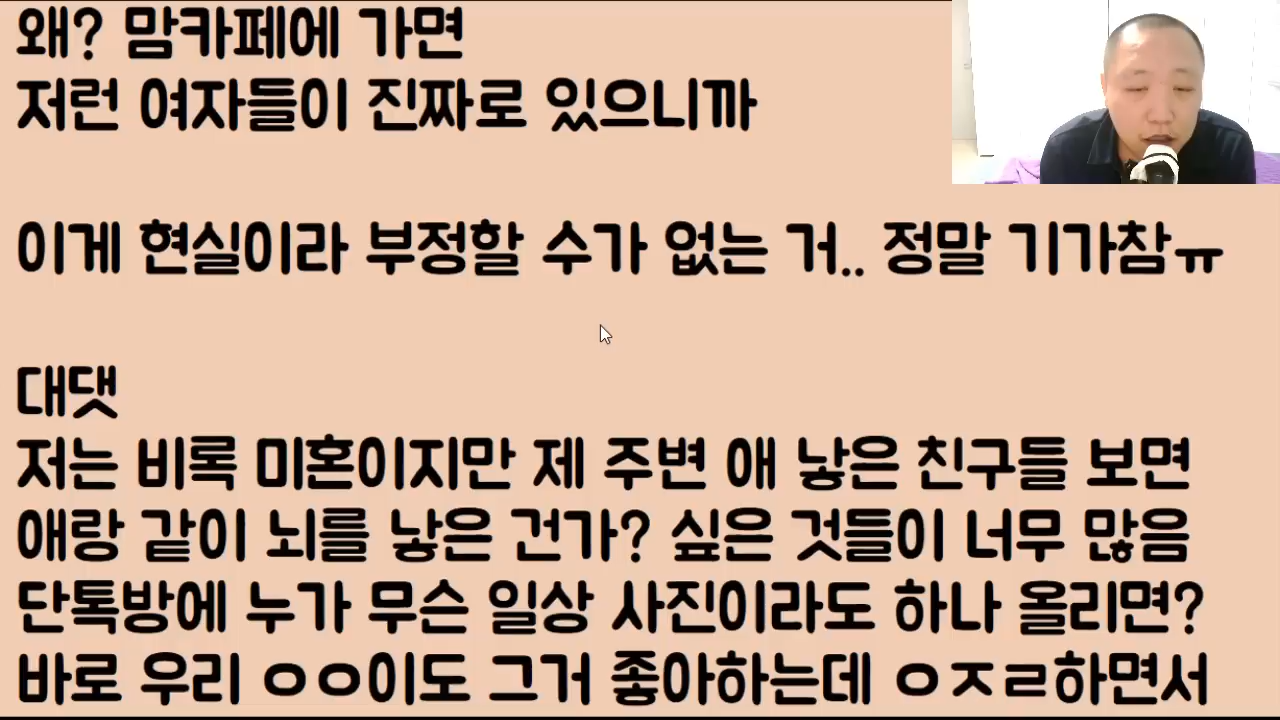 왜? 맘카페에 가면
저런 여자들이 진짜로 있으니까
이게 현실이라 부정할 수가 없는 거.. 정말 기가참ㅠ
대댓
저는 비록 미혼이지만 제 주변 애 낳은 친구들 보면
애랑 같이 뇌를 낳은 건가? 싶은 것들이 너무 많음
단톡방에 누가 무슨 일상 사진이라도 하나 올리면?
바로 우리 ㅇㅇ이도 그거 좋아하는데 ㅇㅈㄹ하면서